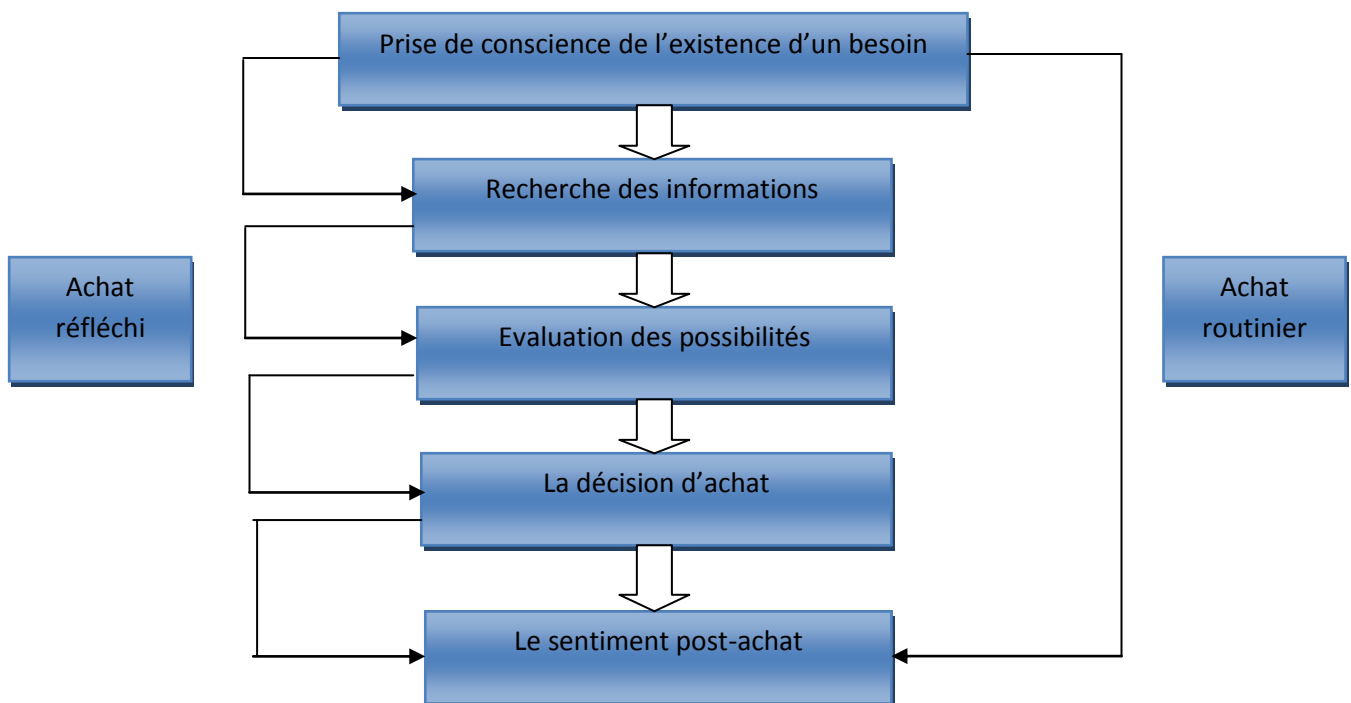 Prise de conscience de l’existence d’un besoin
Recherche des informations
Achat
réfléchi
Evaluation des possibilités
Achat
routinier
La décision d’achat
Le sentiment post-achat